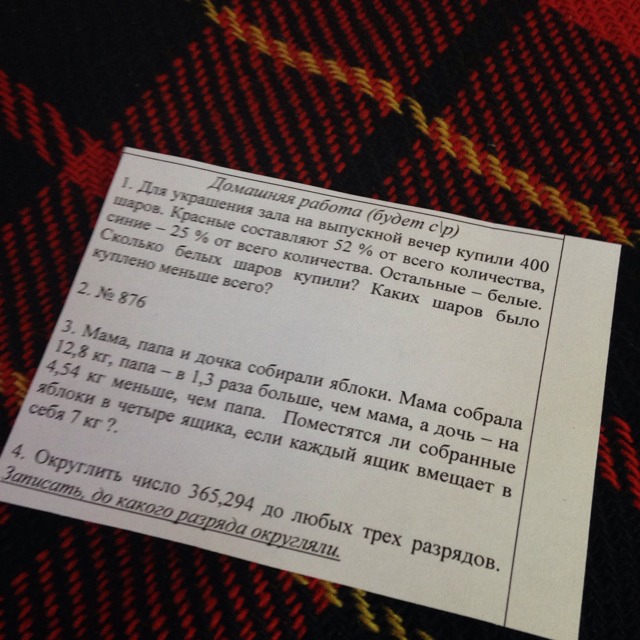 Домашняя работа (будет с\р)
1. Для украшения зала на выпускной вечер купили 400
шаров. Красные составляют 52 % от всего количества,
синие – 25 % от всего количества. Остальные – белые.
Сколько белых шаров купили? Каких шаров было
куплено меньше всего?
2. № 876
3. Мама, папа и дочка собирали яблоки. Мама собрала
12,8 кг, папа – в 1,3 раза больше, чем мама, а дочь – на
4,54 кг меньше, чем папа. Поместятся ли собранные
яблоки в четыре ящика, если каждый ящик вмещает в
себя 7 кг ?.
4. Округлить число 365,294 до любых трех разрядов.
Записать, до какого разряда округляли.